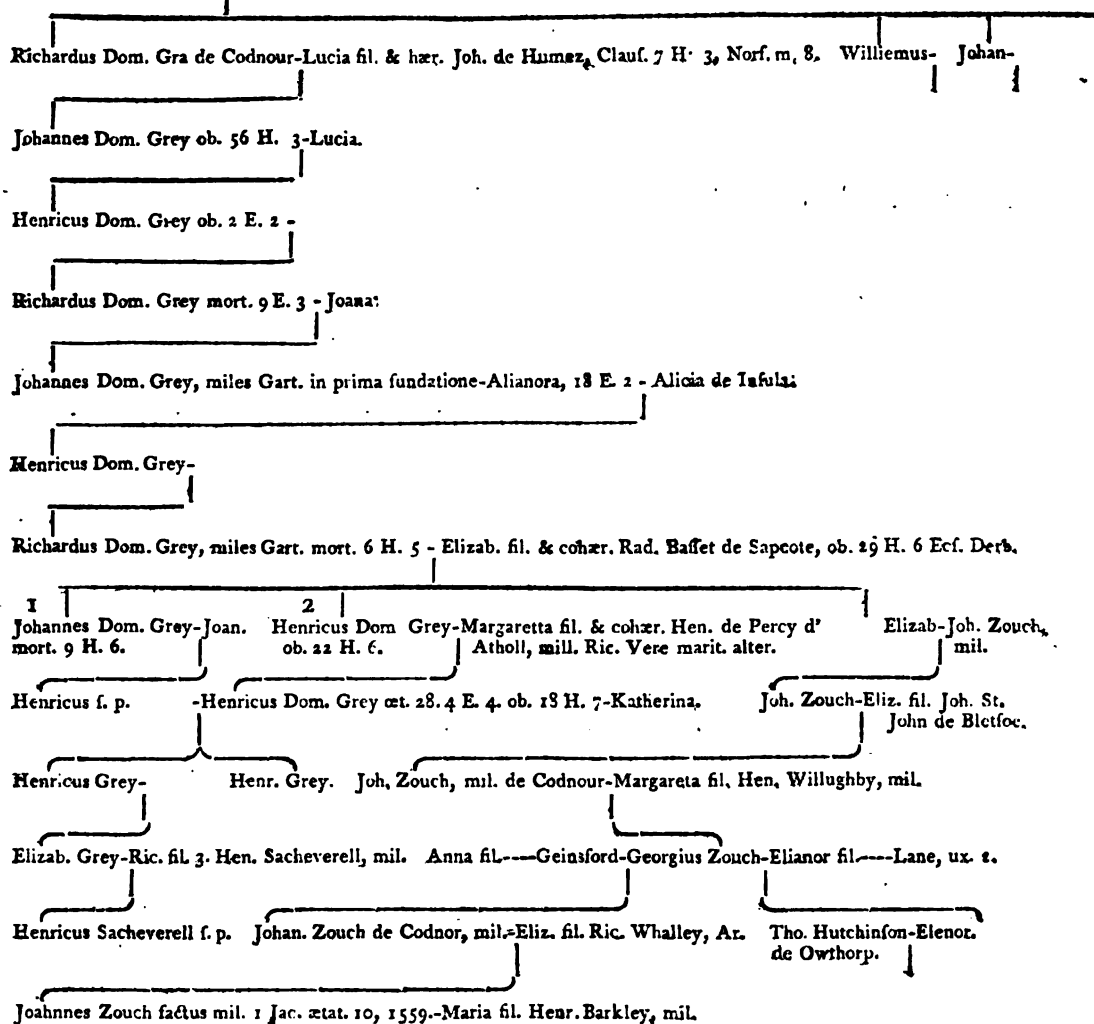 Richardus Dom. Gra de Codnour-Lucia fil. & hær. Joh. de Humez, Clauſ. 7 H· 3, Norf. m, 8. Williemus- Johan-
Johannes Dom. Grey ob. 56 H. 3-Lucia.
Henricus Dom. Grey ob. 2 E. 2 -
Richardus Dom. Grey mort. 9 E. 3 - Joana:
Johannes Dom. Grey, miles Gart. in prima fundatione-Alianora, 18 E. 2 - Alicia de Inſula:
Henricus Dom. Grey-
Richardus Dom. Grey, miles Gart. mort. 6 H. 5 - Elizab. fil. & cohær. Rad. Baſſet de Sapcote, ob. 29 H. 6 Eſc. Derb.
1 2
Johannes Dom. Grey-Joan. Henricus Dom Grey-Margaretta fil. & cohær. Hen. de Percy d' Elizab-Joh. Zouch,
mort. 9 H. 6. ob. 22 H. 6. Atholl, mill. Ric. Vere marit. alter. mil.
Henricus ſ. p. -Henricus Dom. Grey æt. 28. 4 E. 4. ob. 18 H. 7-Katherina. Joh. Zouch-Eliz. fil. Joh. St.
John de Bletſoe.
Henricus Grey- Henr. Grey. Joh. Zouch, mil. de Codnour-Margareta fil. Hen. Willughby, mil.
Elizab. Grey-Ric. fil. 3. Hen. Sacheverell, mil. Anna fil.----Geinsford-Georgius Zouch-Elianor fil.----Lane, ux. 2.
Henricus Sacheverell ſ. p. Johan. Zouch de Codnor, mil.=Eliz. fil. Ric. Whalley, Ar. Tho. Hutchinſon-Elenor.
de Owthorp.
Joahnnes Zouch factus mil. 1 Jac. ætat. 10, 1559.-Maria fil. Henr. Barkley, mil.